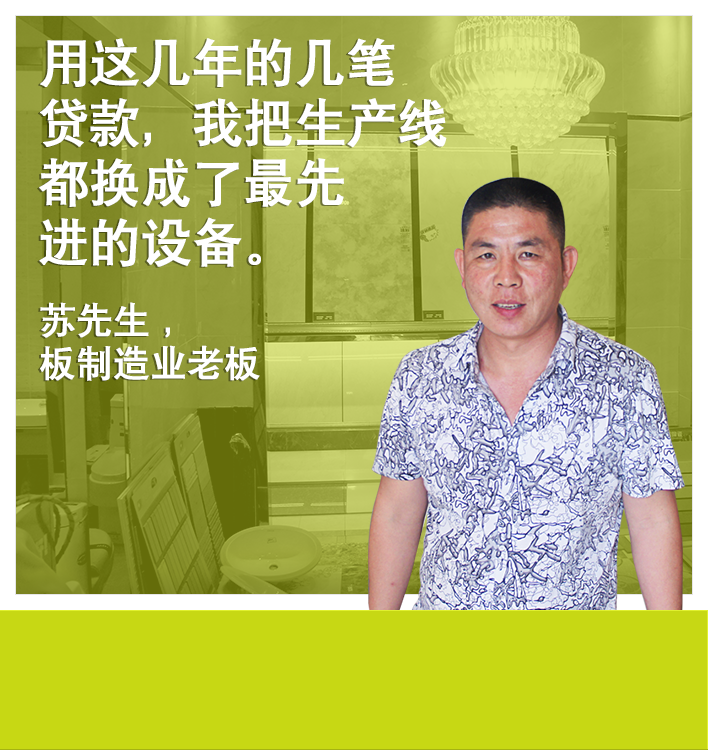 用这几年的几笔
贷款，我把生产线
都换成了最先
进的设备。
苏先生，
板制造业老板